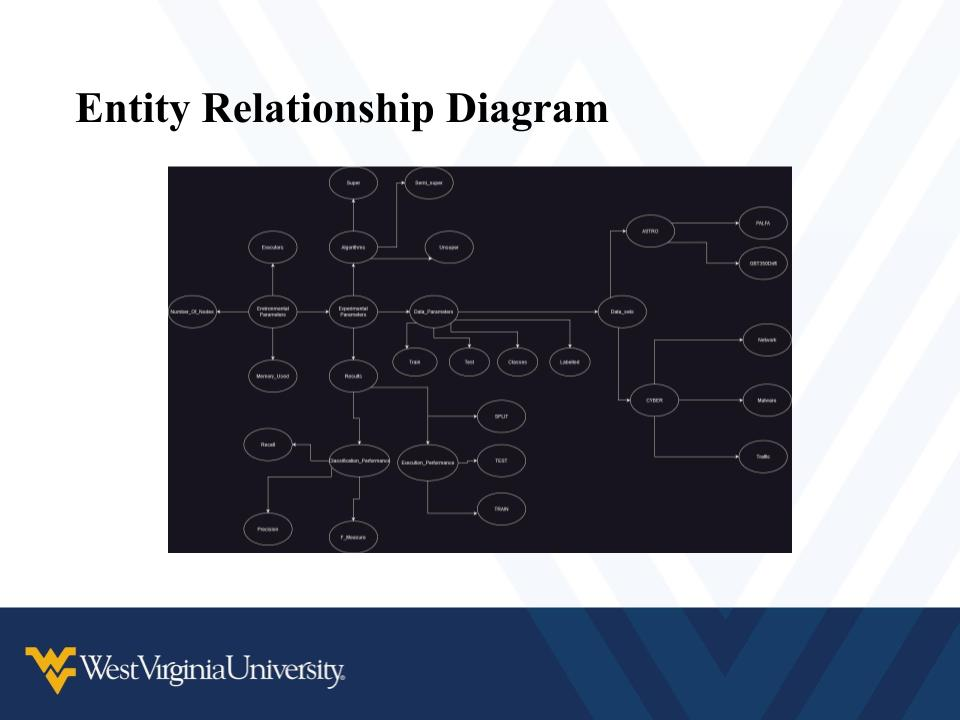 Entity Relationship Diagram
Super
Semi_super
PALFA
ASTRO
Executors
Algorithms
Unsuper
GBT350Drift
Number_Of_Nodes
Environmental
Parameters
Experimental
Parameters
Data_Parameters
Data_sets
Network
Train
Test
Classes
Labelled
Memory_Used
Results
CYBER
Malware
SPLIT
Recall
Classification_Performance
Execution_Performance
TEST
Traffic
TRAIN
Precision
F_Measure
WestVirginiaUniversity®